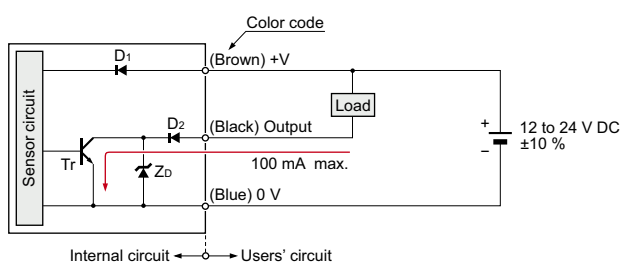 Color code
D1
(Brown) +V
Sensor circuit
Load
D2
(Black) Output
+
12 to 24 V DC
±10 %
−
Tr
ZD
100 mA max.
(Blue) 0 V
Internal circuit
Users' circuit